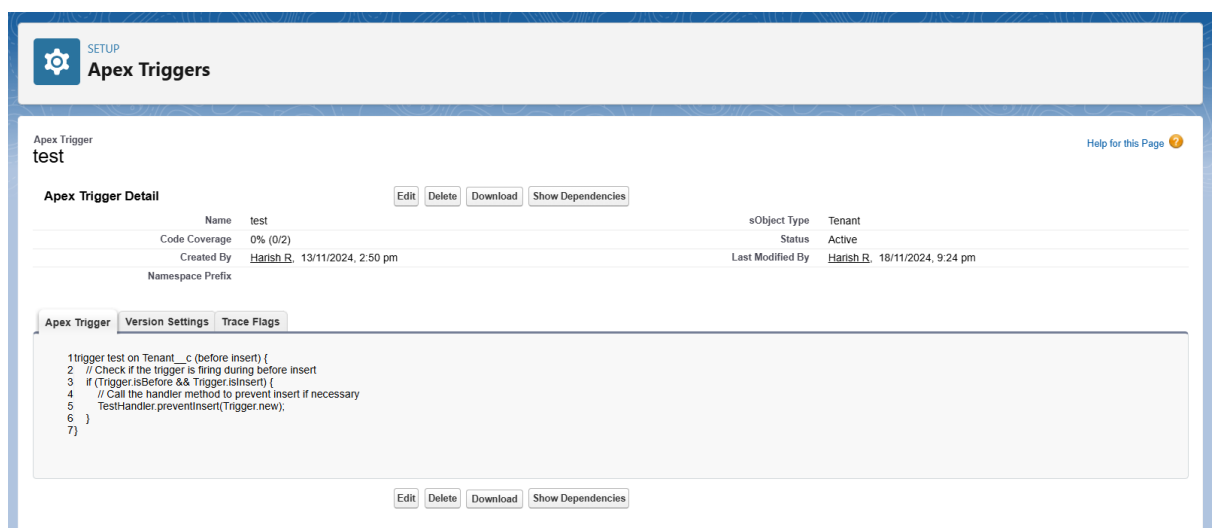 SETUP
Apex Triggers
Apex Trigger
test
Help for this Page ?
Apex Trigger Detail Edit Delete Download Show Dependencies
Name test sObject Type Tenant
Code Coverage 0% (0/2) Status Active
Created By Harish R, 13/11/2024, 2:50 pm Last Modified By Harish R, 18/11/2024, 9:24 pm
Namespace Prefix
Apex Trigger Version Settings Trace Flags
1trigger test on Tenant__c (before insert) {
2 // Check if the trigger is firing during before insert
3 if (Trigger.isBefore && Trigger.isInsert) {
4 // Call the handler method to prevent insert if necessary
5 TestHandler.preventInsert(Trigger.new);
6 }
7}
Edit Delete Download Show Dependencies